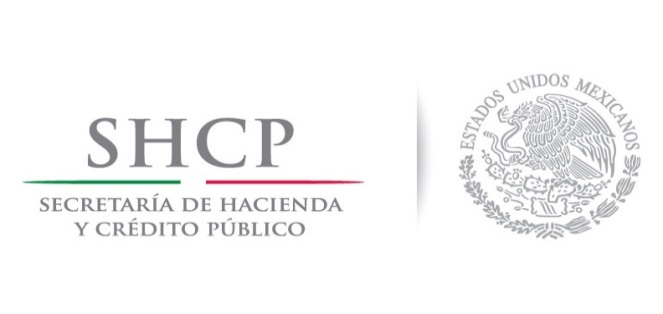 SHCP
SECRETARÍA DE HACIENDA
Y CRÉDITO PÚBLICO
ESTADOS UNIDOS MEXICANOS